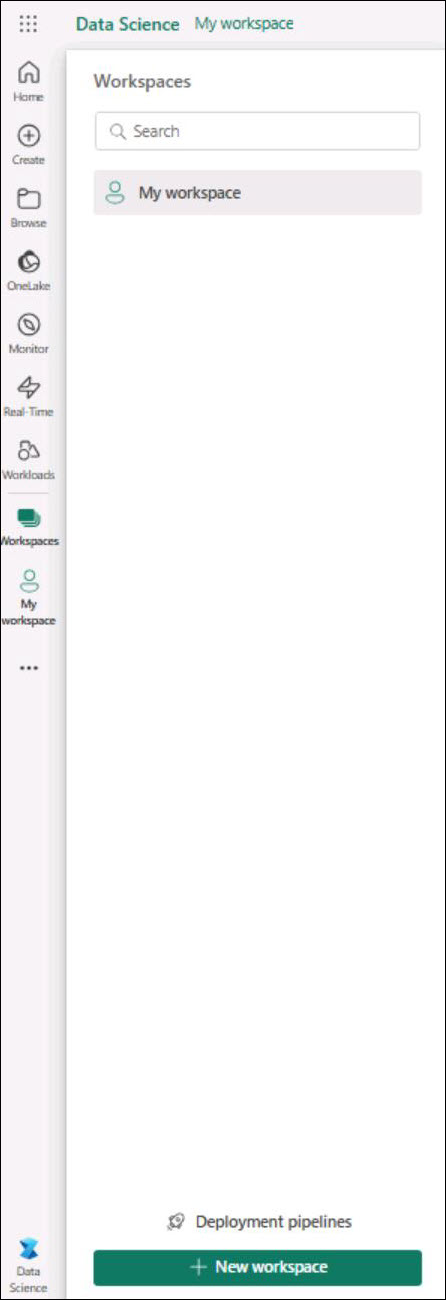 Data Science My workspace
Home
Create
Browse
OneLake
Monitor
Real-Time
Workloads
Workspaces
My
workspace
Data
Science
Workspaces
Search
My workspace
Deployment pipelines
New workspace